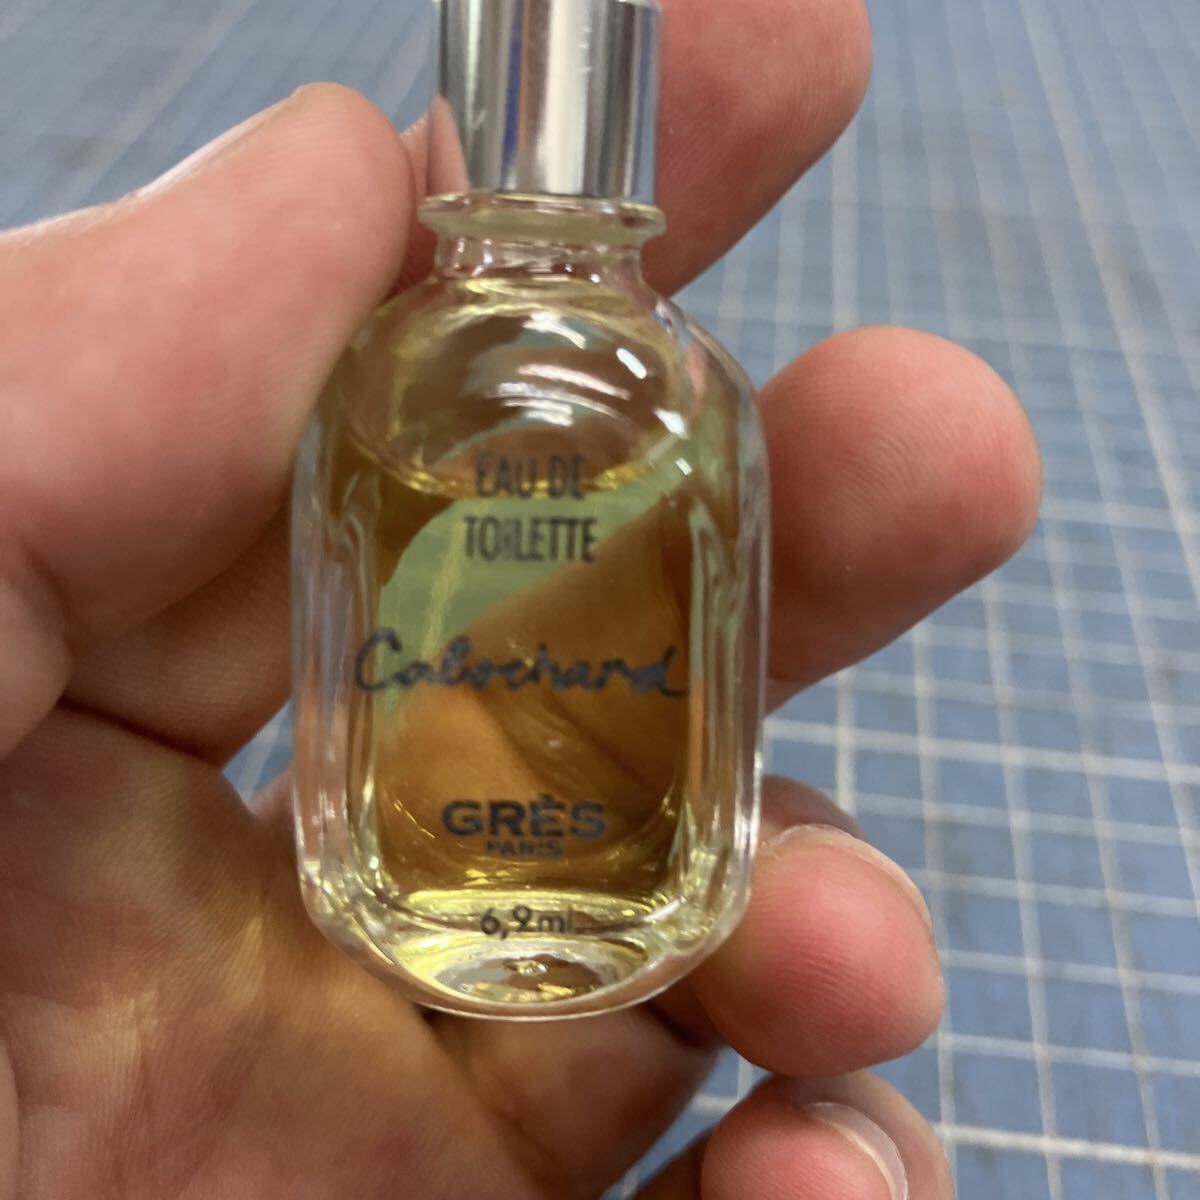 EAU DE
TOILETTE
Cabochard
GRÈS
PARIS
6,9ml